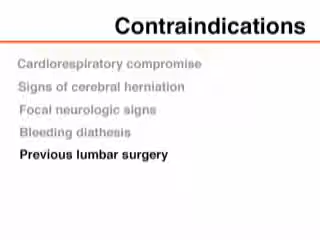 Contraindications
Cardiorespiratory compromise
Signs of cerebral herniation
Focal neurologic signs
Bleeding diathesis
Previous lumbar surgery